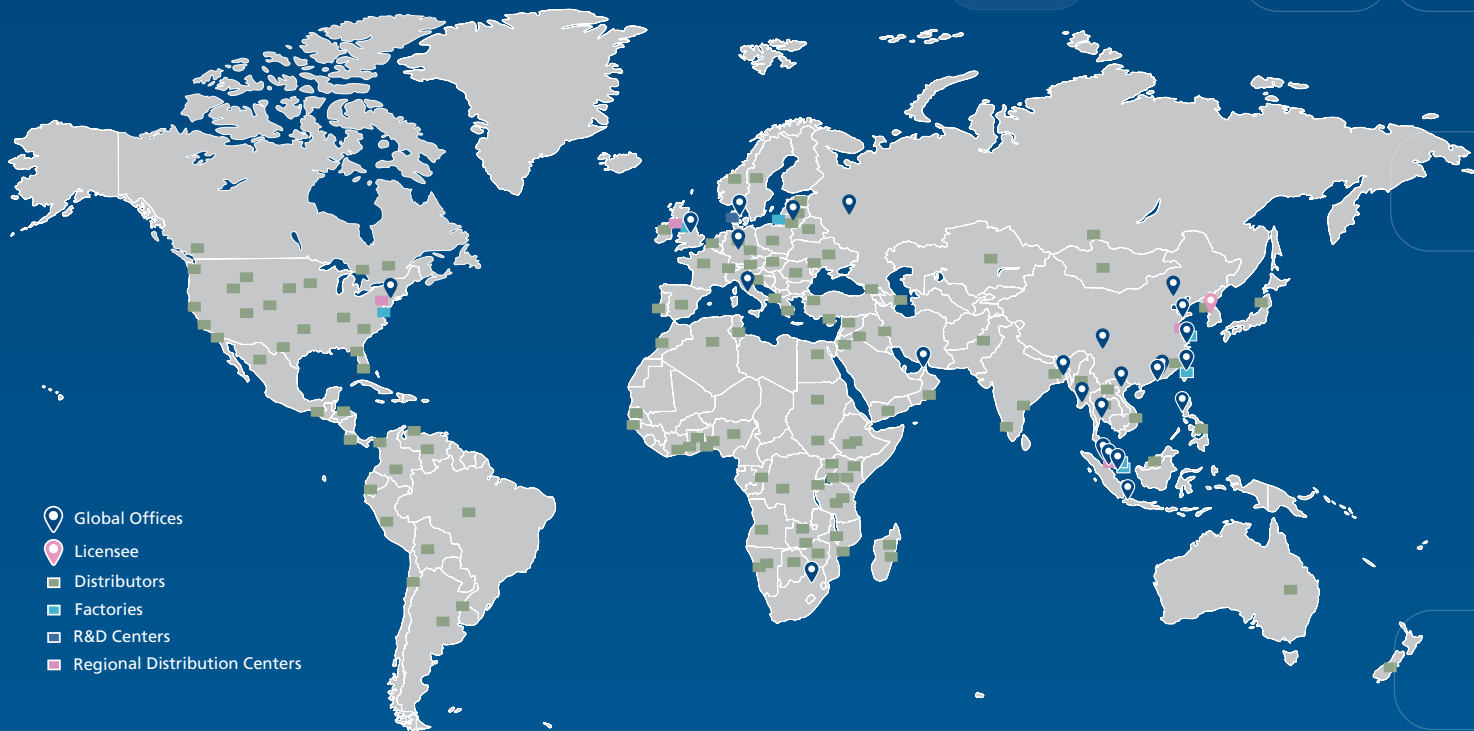 Global Offices
Licensee
Distributors
Factories
R&D Centers
Regional Distribution Centers